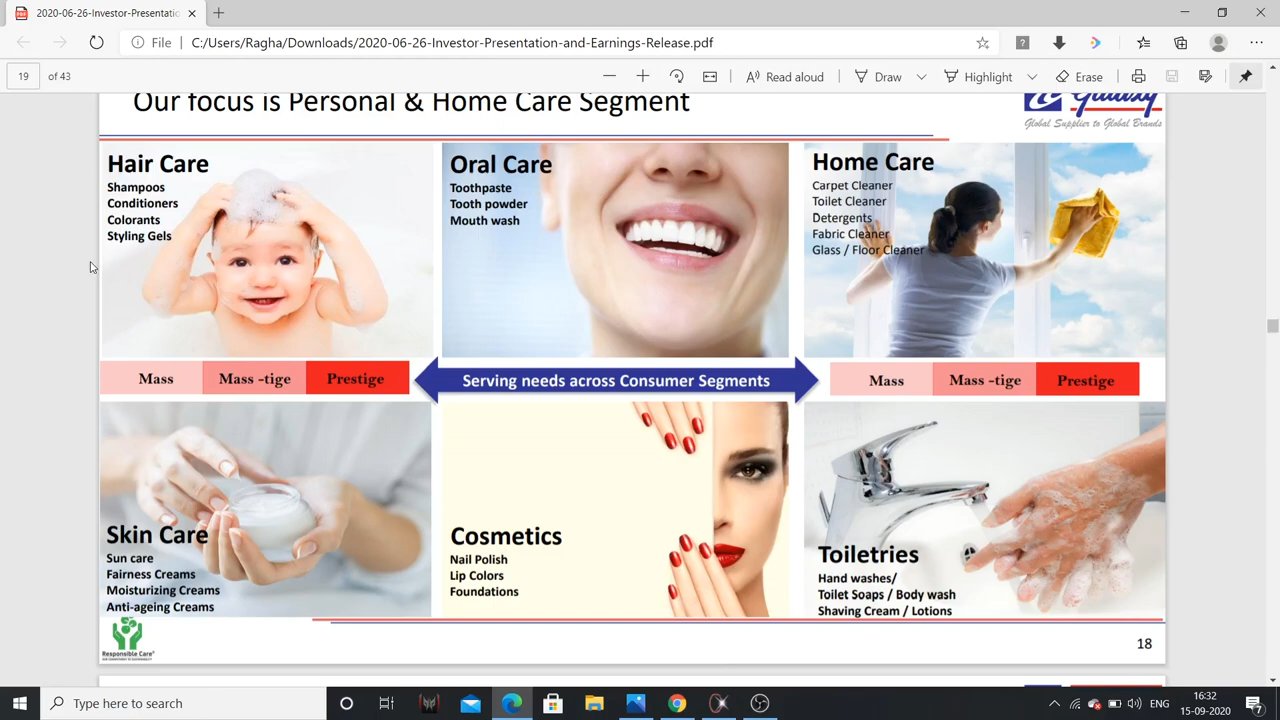 2020-06-26-Investor-Presentatio
File
C:/Users/Ragha/Downloads/2020-06-26-Investor-Presentation-and-Earnings-Release.pdf
19 of 43
Read aloud
Draw
Highlight
Erase
Our focus is Personal & Home Care Segment
Galaxy
Global Supplier to Global Brands
Hair Care
Shampoos
Conditioners
Colorants
Styling Gels
Oral Care
Toothpaste
Tooth powder
Mouth wash
Home Care
Carpet Cleaner
Toilet Cleaner
Detergents
Fabric Cleaner
Glass / Floor Cleaner
Mass Mass -tige Prestige
Serving needs across Consumer Segments
Mass Mass -tige Prestige
Skin Care
Sun care
Fairness Creams
Moisturizing Creams
Anti-ageing Creams
Cosmetics
Nail Polish
Lip Colors
Foundations
Toiletries
Hand washes/
Toilet Soaps / Body wash
Shaving Cream / Lotions
Responsible Care®
OUR COMMITMENT TO SUSTAINABILITY
18
Type here to search
ENG
16:32
15-09-2020
7